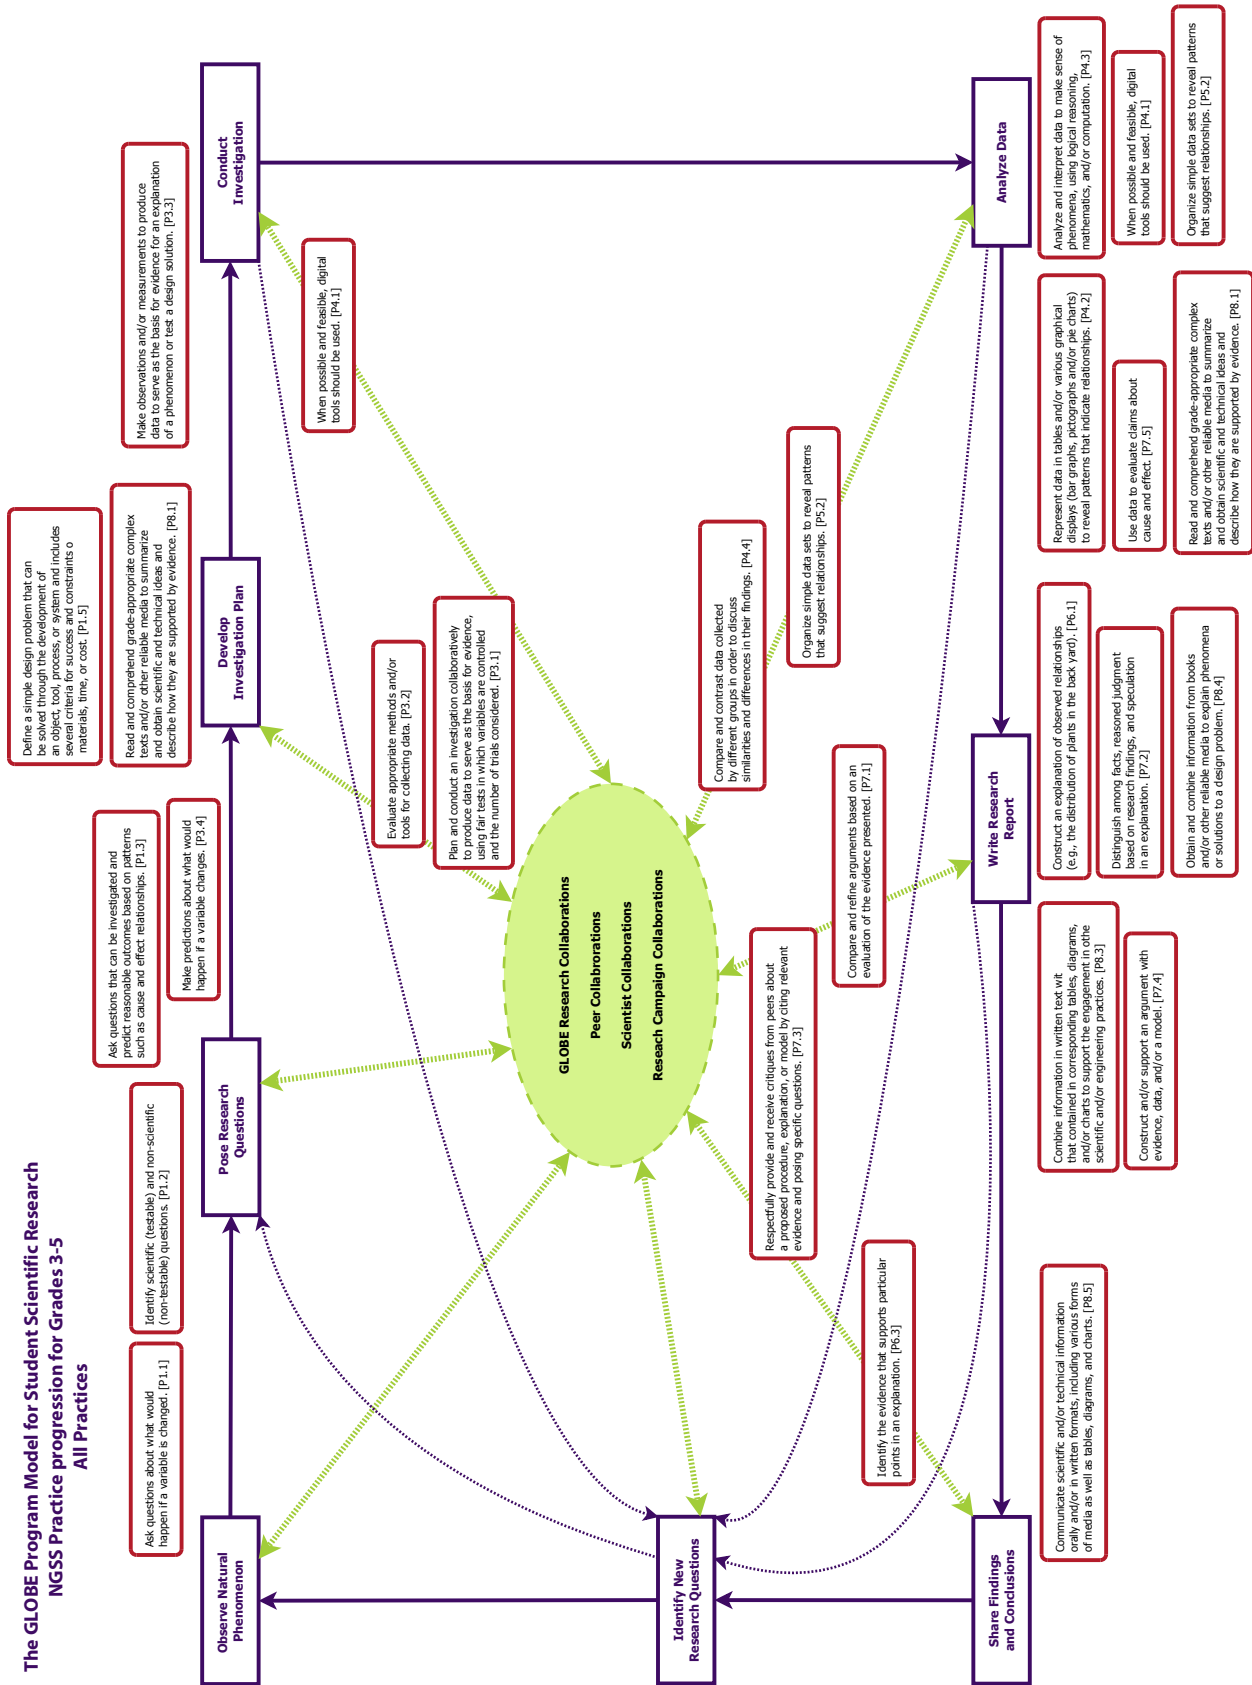 The GLOBE Program Model for Student Scientific Research
NGSS Practice progression for Grades 3-5
All Practices
Ask questions about what would
happen if a variable is changed. [P1.1]
Identify scientific (testable) and non-scientific
(non-testable) questions. [P1.2]
Ask questions that can be investigated and
predict reasonable outcomes based on patterns
such as cause and effect relationships. [P1.3]
Make predictions about what would
happen if a variable changes. [P3.4]
Define a simple design problem that can
be solved through the development of
an object, tool, process, or system and includes
several criteria for success and constraints o
materials, time, or cost. [P1.5]
Read and comprehend grade-appropriate complex
texts and/or other reliable media to summarize
and obtain scientific and technical ideas and
describe how they are supported by evidence. [P8.1]
Make observations and/or measurements to produce
data to serve as the basis for evidence for an explanation
of a phenomenon or test a design solution. [P3.3]
Observe Natural
Phenomenon
Pose Research
Questions
Develop
Investigation Plan
Conduct
Investigation
When possible and feasible, digital
tools should be used. [P4.1]
Evaluate appropriate methods and/or
tools for collecting data. [P3.2]
Plan and conduct an investigation collaboratively
to produce data to serve as the basis for evidence,
using fair tests in which variables are controlled
and the number of trials considered. [P3.1]
GLOBE Research Collaborations
Peer Collabrorations
Scientist Collaborations
Reseach Campaign Collaborations
Identify New
Research Questions
Compare and contrast data collected
by different groups in order to discuss
similarities and differences in their findings. [P4.4]
Organize simple data sets to reveal patterns
that suggest relationships. [P5.2]
Respectfully provide and receive critiques from peers about
a proposed procedure, explanation, or model by citing relevant
evidence and posing specific questions. [P7.3]
Compare and refine arguments based on an
evaluation of the evidence presented. [P7.1]
Identify the evidence that supports particular
points in an explanation. [P6.3]
Share Findings
and Conclusions
Write Research
Report
Analyze Data
Communicate scientific and/or technical information
orally and/or in written formats, including various forms
of media as well as tables, diagrams, and charts. [P8.5]
Combine information in written text wit
that contained in corresponding tables, diagrams,
and/or charts to support the engagement in othe
scientific and/or engineering practices. [P8.3]
Construct and/or support an argument with
evidence, data, and/or a model. [P7.4]
Construct an explanation of observed relationships
(e.g., the distribution of plants in the back yard). [P6.1]
Distinguish among facts, reasoned judgment
based on research findings, and speculation
in an explanation. [P7.2]
Obtain and combine information from books
and/or other reliable media to explain phenomena
or solutions to a design problem. [P8.4]
Represent data in tables and/or various graphical
displays (bar graphs, pictographs and/or pie charts)
to reveal patterns that indicate relationships. [P4.2]
Use data to evaluate claims about
cause and effect. [P7.5]
Read and comprehend grade-appropriate complex
texts and/or other reliable media to summarize
and obtain scientific and technical ideas and
describe how they are supported by evidence. [P8.1]
Analyze and interpret data to make sense of
phenomena, using logical reasoning,
mathematics, and/or computation. [P4.3]
When possible and feasible, digital
tools should be used. [P4.1]
Organize simple data sets to reveal patterns
that suggest relationships. [P5.2]